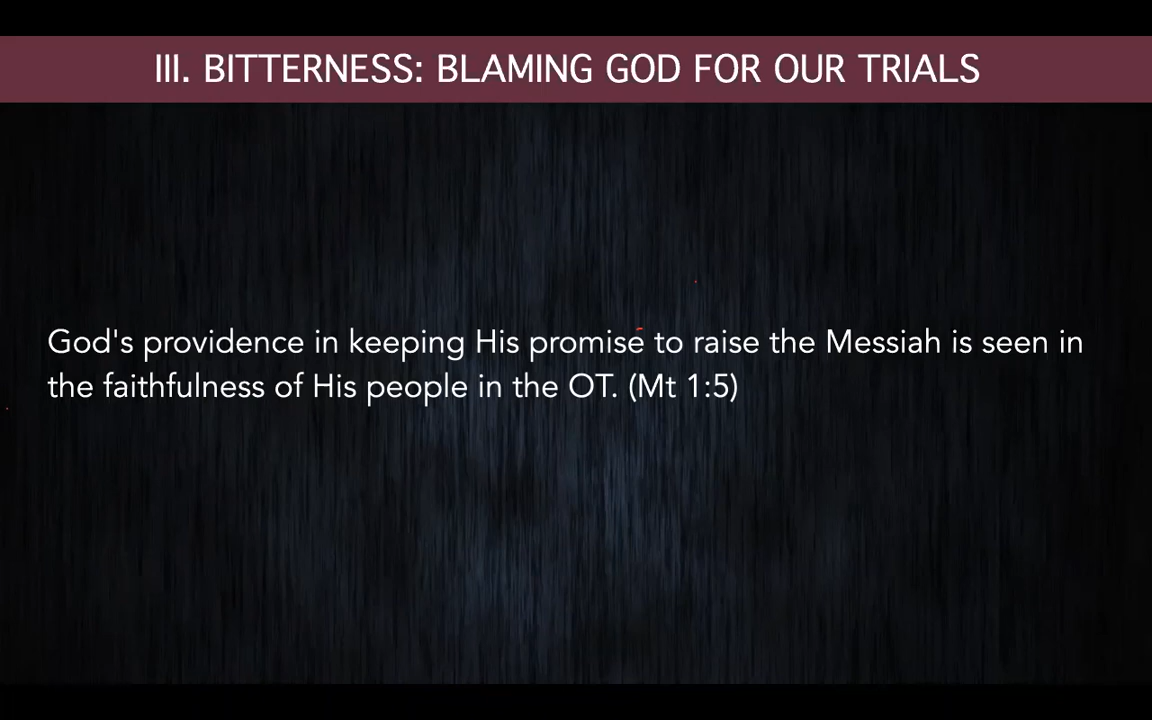 III. BITTERNESS: BLAMING GOD FOR OUR TRIALS
God's providence in keeping His promise to raise the Messiah is seen in
the faithfulness of His people in the OT. (Mt 1:5)